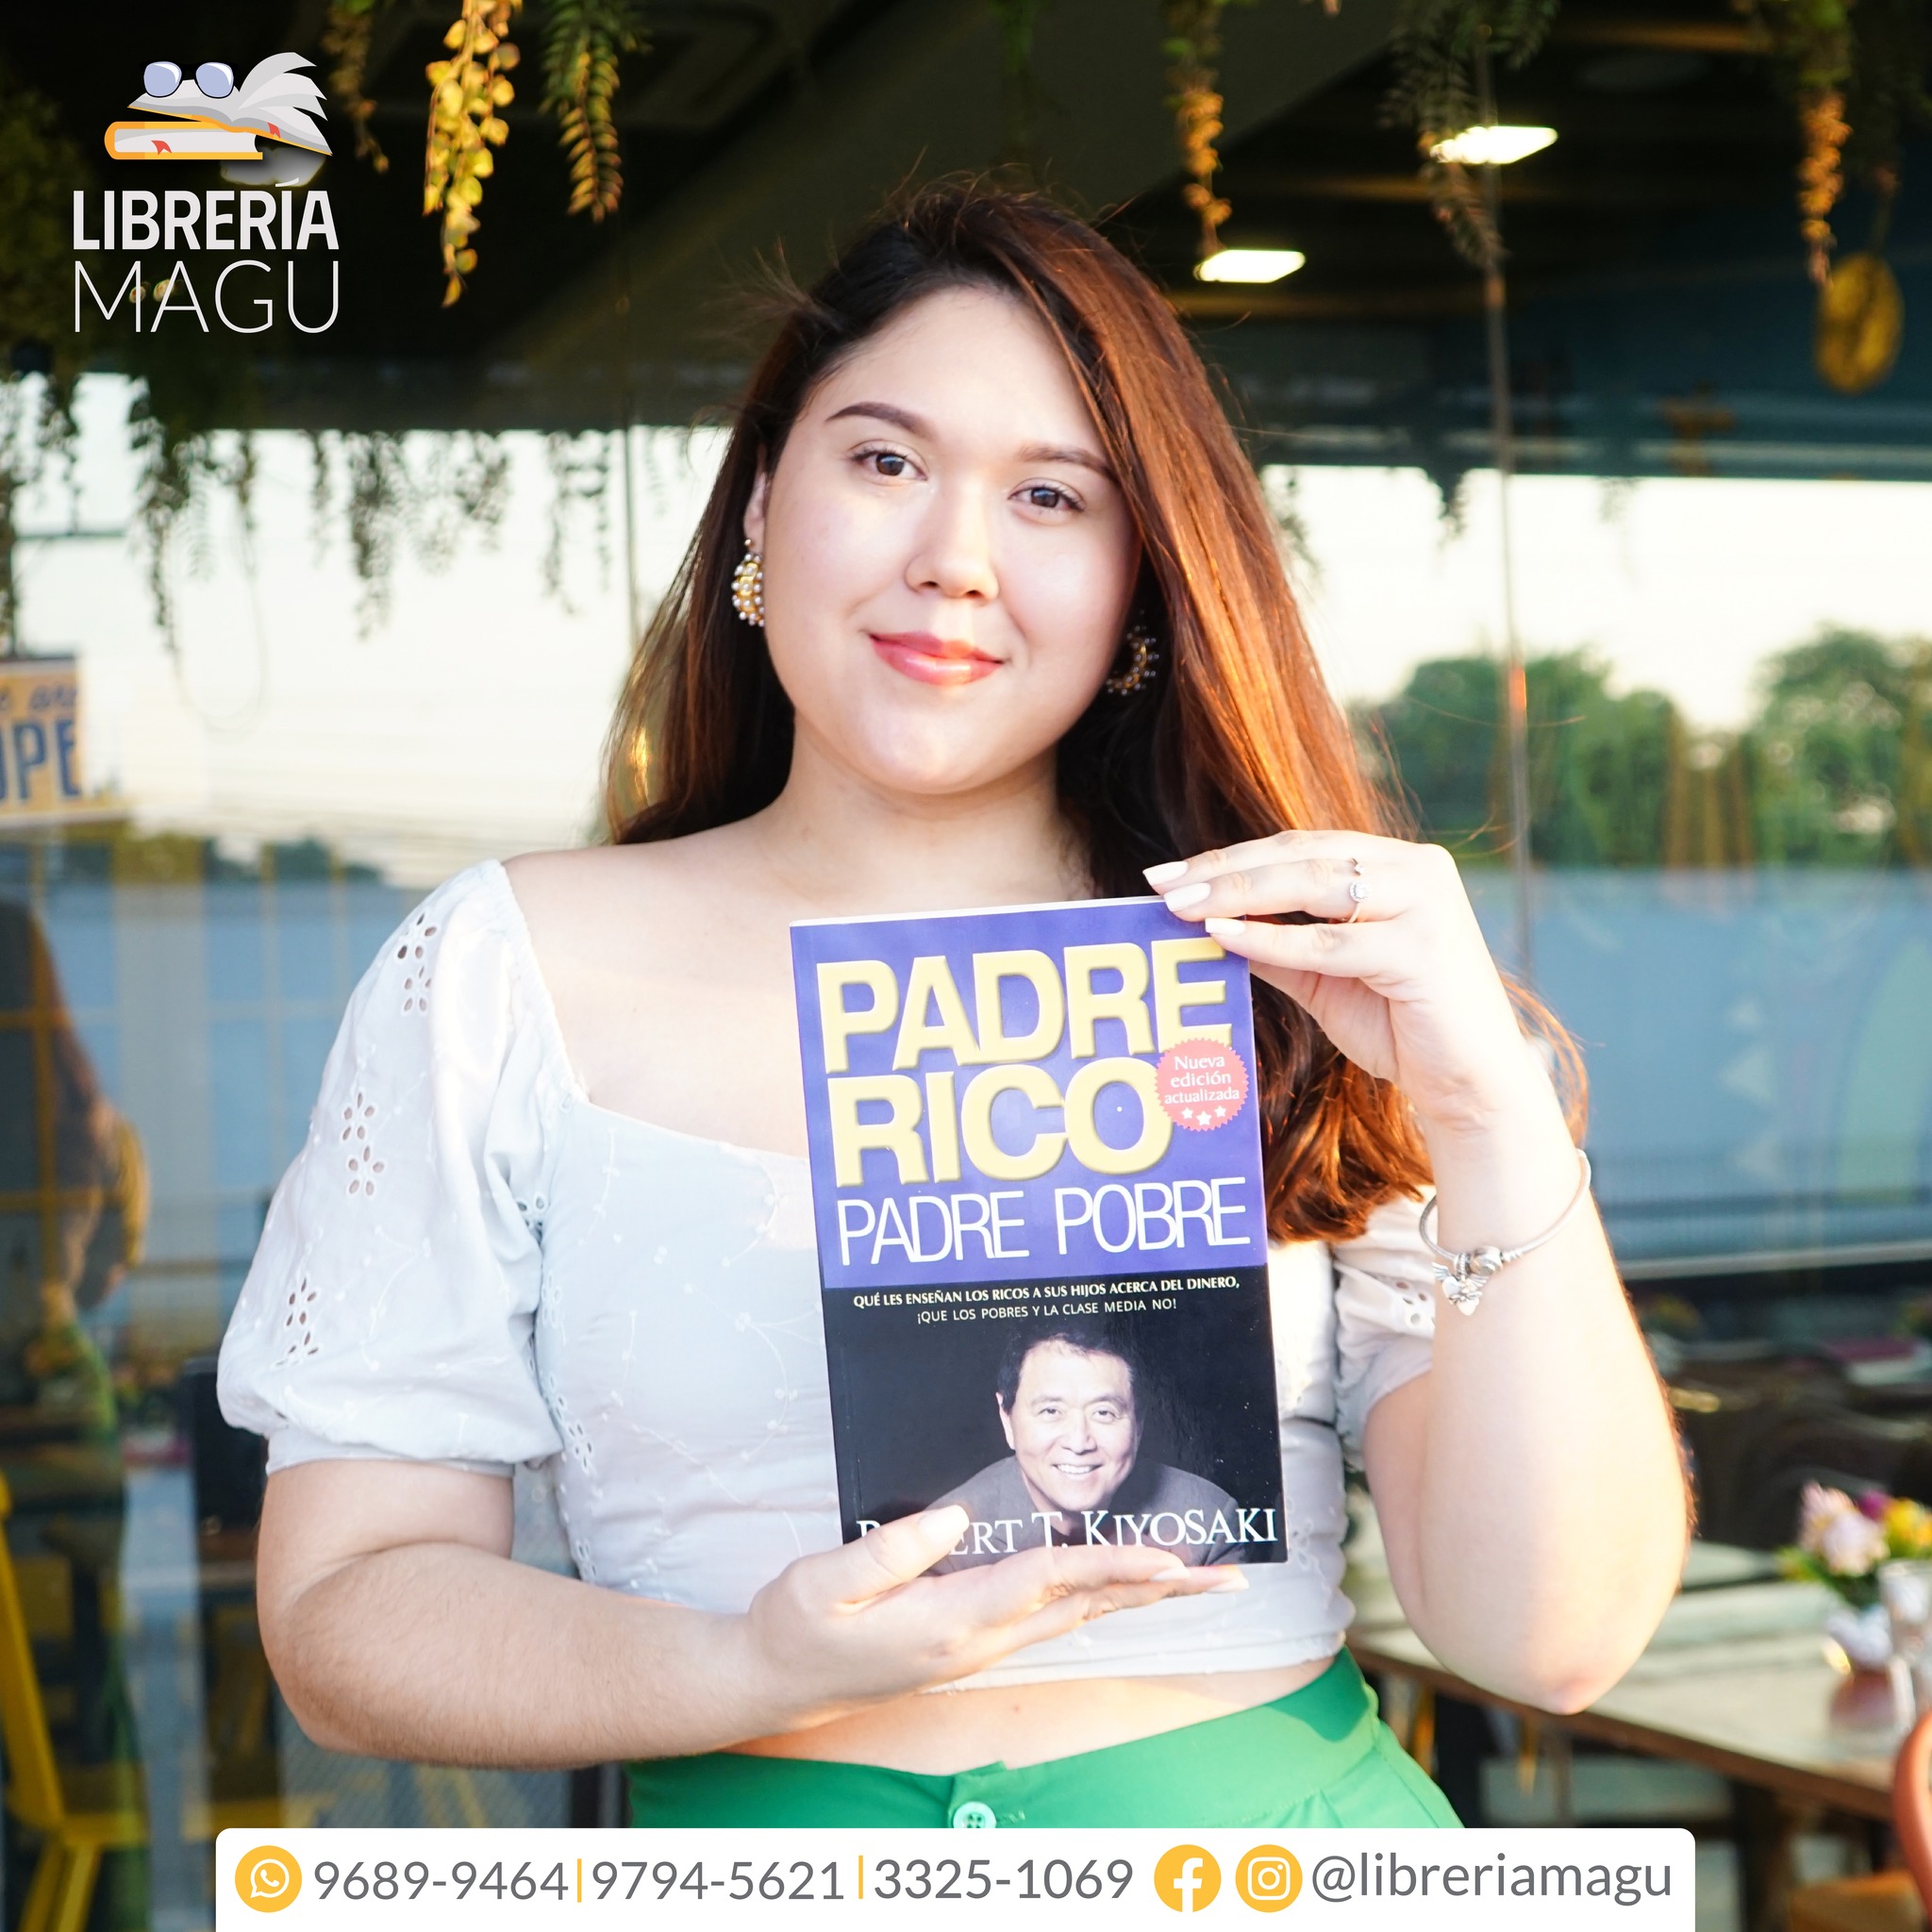 LIBRERÍA
MAGU
PADRE
RICO
Nueva
edición
actualizada
PADRE POBRE
QUÉ LES ENSEÑAN LOS RICOS A SUS HIJOS ACERCA DEL DINERO,
¡QUE LOS POBRES Y LA CLASE MEDIA NO!
T. KIYOSAKI
9689-9464|9794-5621|3325-1069 @libreriamagu